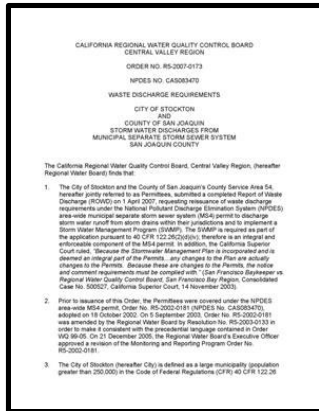 CALIFORNIA REGIONAL WATER QUALITY CONTROL BOARD
CENTRAL VALLEY REGION
ORDER NO. R5-2007-0173
NPDES NO. CAS083470
WASTE DISCHARGE REQUIREMENTS
CITY OF STOCKTON
AND
COUNTY OF SAN JOAQUIN
STORM WATER DISCHARGES FROM
MUNICIPAL SEPARATE STORM SEWER SYSTEM
SAN JOAQUIN COUNTY
The California Regional Water Quality Control Board, Central Valley Region, (hereafter
Regional Water Board) finds that:
1. The City of Stockton and the County of San Joaquin's County Service Area 54,
hereafter jointly referred to as Permittees, submitted a completed Report of Waste
Discharge (ROWD) on 1 April 2007, requesting reissuance of waste discharge
requirements under the National Pollutant Discharge Elimination System (NPDES)
area-wide municipal separate storm sewer system (MS4) permit to discharge
storm water runoff from storm drains within their jurisdictions and to implement a
Storm Water Management Program (SWMP). The SWMP is required as part of
the application pursuant to 40 CFR 122.26(2)(d)(iv); therefore is an integral and
enforceable component of the MS4 permit. In addition, the California Superior
Court ruled, "Because the Stormwater Management Plan is incorporated and is
deemed an integral part of the Permits…any changes to the Plan are actually
changes to the Permits. Because these are changes to the Permits, the notice
and comment requirements must be complied with." (San Francisco Baykeeper vs.
Regional Water Quality Control Board, San Francisco Bay Region, Consolidated
Case No. 500527, California Superior Court, 14 November 2003).
2. Prior to issuance of this Order, the Permittees were covered under the NPDES
area-wide MS4 permit, Order No. R5-2002-0181 (NPDES No. CAS083470),
adopted on 18 October 2002. On 5 September 2003, Order No. R5-2002-0181
was amended by the Regional Water Board by Resolution No. R5-2003-0133 in
order to make it consistent with the precedential language contained in Order
WQ 99-05. On 21 December 2005, the Regional Water Board's Executive Officer
approved a revision of the Monitoring and Reporting Program Order No.
R5-2002-0181.
3. The City of Stockton (hereafter City) is defined as a large municipality (population
greater than 250,000) in the Code of Federal Regulations (CFR) 40 CFR 122.26